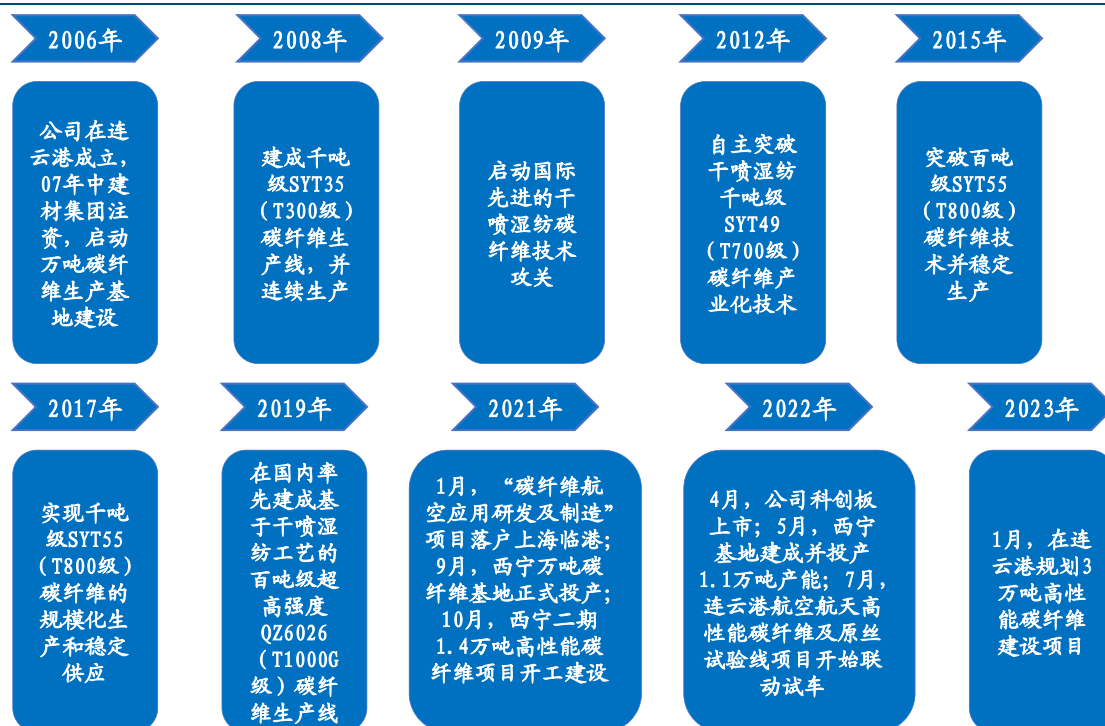 2006年
2008年
2009年
2012年
2015年
公司在连
云港成立，
07年中建
材集团注
资，启动
万吨碳纤
维生产基
地建设
建成千吨
级SYT35
（T300级）
碳纤维生
产线，并
连续生产
启动国际
先进的干
喷湿纺碳
纤维技术
攻关
自主突破
干喷湿纺
千吨级
SYT49
（T700级）
碳纤维产
业化技术
突破百吨
级SYT55
（T800级）
碳纤维技
术并稳定
生产
2017年
2019年
2021年
2022年
2023年
实现千吨
级SYT55
（T800级）
碳纤维的
规模化生
产和稳定
供应
在国内率
先建成基
于干喷湿
纺工艺的
百吨级超
高强度
QZ6026
（T1000G
级）碳纤
维生产线
1月，“碳纤维航
空应用研发及制造”
项目落户上海临港；
9月，西宁万吨碳
纤维基地正式投产；
10月，西宁二期
1.4万吨高性能碳
纤维项目开工建设
4月，公司科创板
上市；5月，西宁
基地建成并投产
1.1万吨产能；7月，
连云港航空航天高
性能碳纤维及原丝
试验线项目开始联
动试车
1月，在连
云港规划3
万吨高性
能碳纤维
建设项目